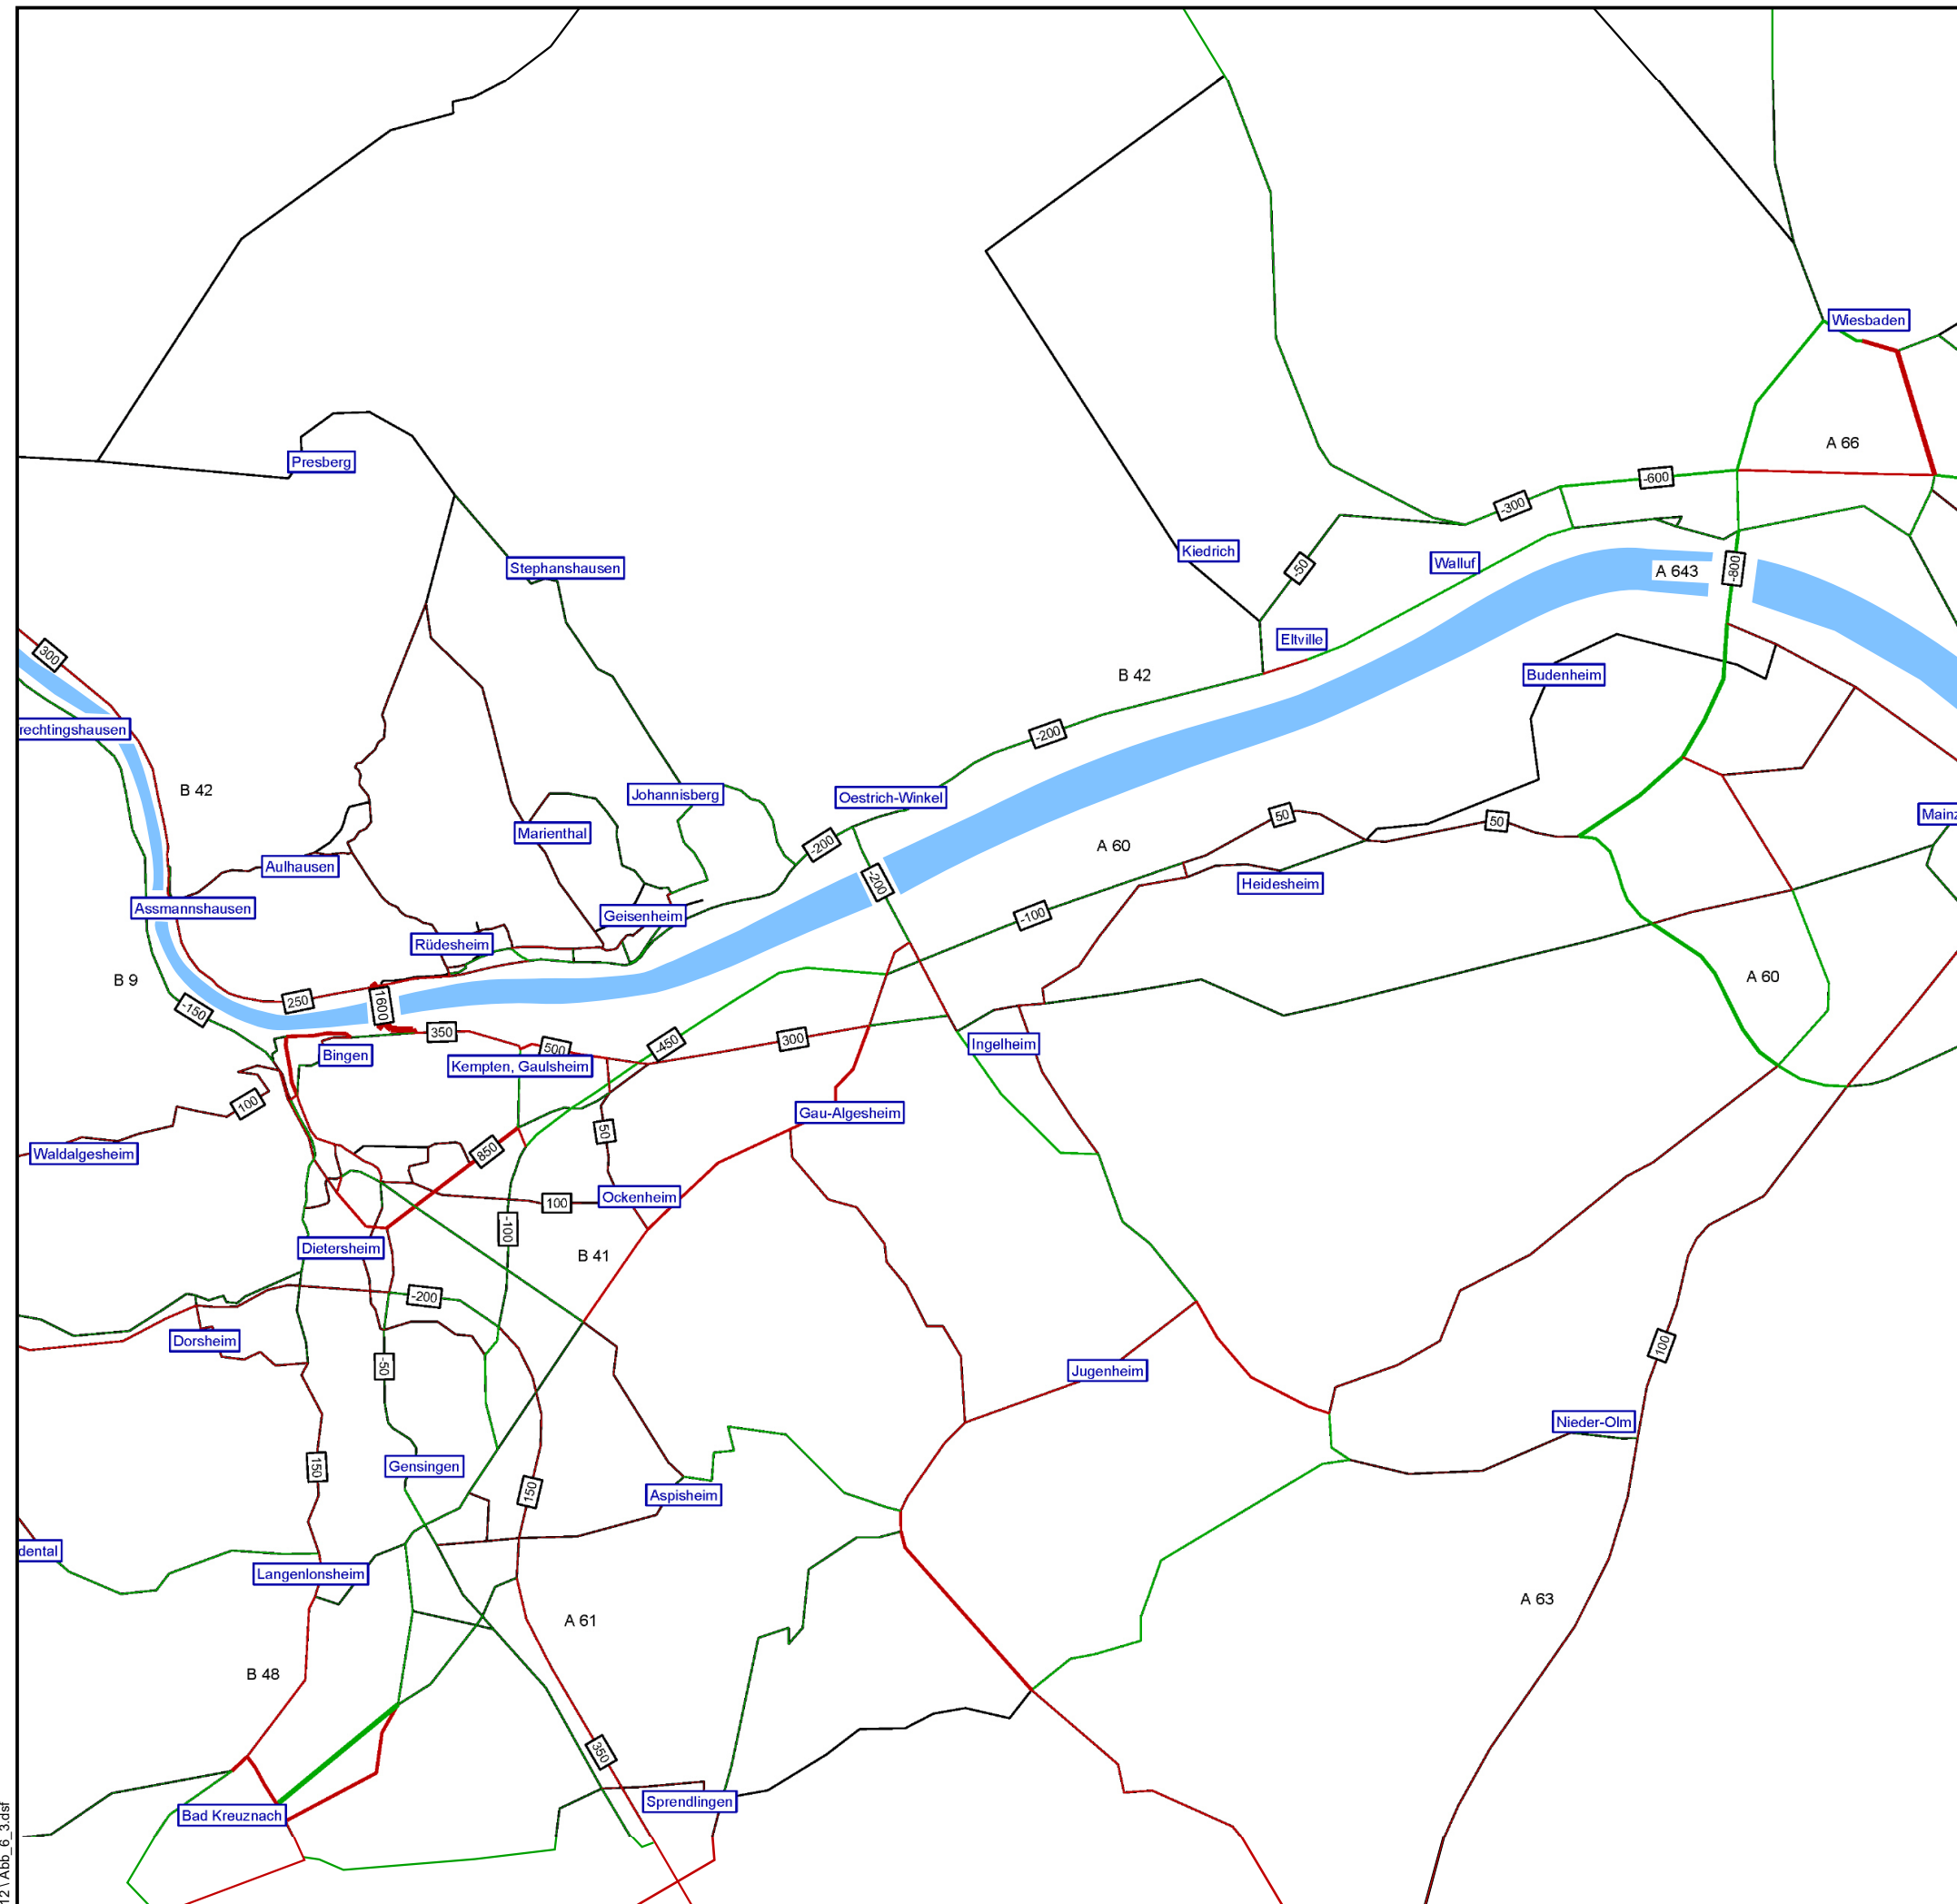 Wiesbaden
A 66
Presberg
-600
-300
Kiedrich
Walluf
Stephanshausen
-50
A 643
-800
Eltville
300
B 42
Budenheim
rechtingshausen
-200
B 42
Johannisberg
Oestrich-Winkel
Mainz
50
50
Marienthal
-200
A 60
Aulhausen
-200
Heidesheim
Assmannshausen
Geisenheim
-100
Rüdesheim
B 9
A 60
250
1600
-150
350
300
Ingelheim
500
-450
Bingen
Kempten, Gaulsheim
100
Gau-Algesheim
50
850
Waldalgesheim
100
Ockenheim
-100
Dietersheim
B 41
-200
Dorsheim
100
-50
Jugenheim
Nieder-Olm
150
Gensingen
150
Aspisheim
dental
Langenlonsheim
A 63
A 61
B 48
350
Sprendlingen
Bad Kreuznach
12 \ Abb_6_3.dsf